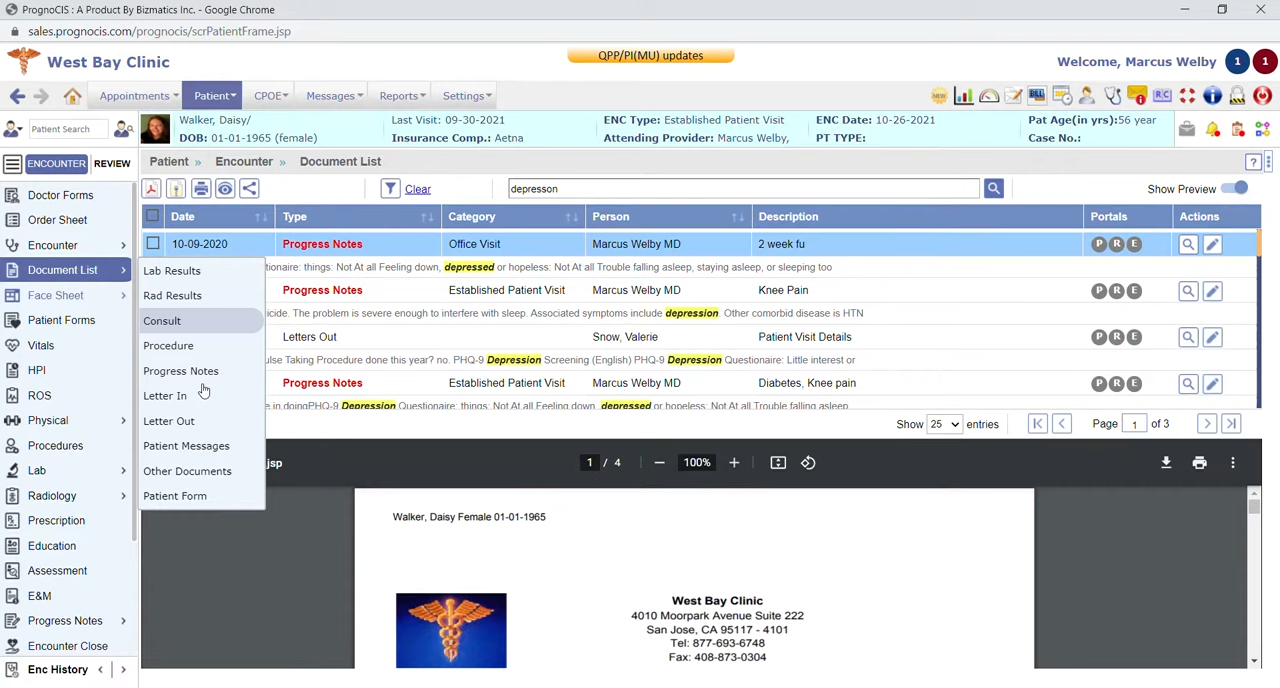 PrognoCIS : A Product By Bizmatics Inc. - Google Chrome
sales.prognocis.com/prognocis/scrPatientFrame.jsp
West Bay Clinic
QPP/PI(MU) updates
Welcome, Marcus Welby 1 1
Appointments Patient CPOE Messages Reports Settings
NEW BILL RC
Patient Search
Walker, Daisy/ Last Visit: 09-30-2021 ENC Type: Established Patient Visit ENC Date: 10-26-2021 Pat Age(in yrs):56 year
DOB: 01-01-1965 (female) Insurance Comp.: Aetna Attending Provider: Marcus Welby, PT TYPE: Case No.:
ENCOUNTER REVIEW
Patient » Encounter » Document List ?
Clear depresson Show Preview
Date Type Category Person Description Portals Actions
10-09-2020 Progress Notes Office Visit Marcus Welby MD 2 week fu P R E
ionaire: things: Not At all Feeling down, depressed or hopeless: Not At all Trouble falling asleep, staying asleep, or sleeping too
Progress Notes Established Patient Visit Marcus Welby MD Knee Pain P R E
icide. The problem is severe enough to interfere with sleep. Associated symptoms include depression. Other comorbid disease is HTN
Letters Out Snow, Valerie Patient Visit Details P R E
ulse Taking Procedure done this year? no. PHQ-9 Depression Screening (English) PHQ-9 Depression Questionaire: Little interest or
Progress Notes Established Patient Visit Marcus Welby MD Diabetes, Knee pain P R E
e in doingPHQ-9 Depression Questionaire: things: Not At all Feeling down, depressed or hopeless: Not At all Trouble falling asleep,
Show 25 entries Page 1 of 3
Doctor Forms
Order Sheet
Encounter
Document List
Face Sheet
Patient Forms
Vitals
HPI
ROS
Physical
Procedures
Lab
Radiology
Prescription
Education
Assessment
E&M
Progress Notes
Encounter Close
Enc History
Lab Results
Rad Results
Consult
Procedure
Progress Notes
Letter In
Letter Out
Patient Messages
Other Documents
Patient Form
.jsp 1 / 4 100%
Walker, Daisy Female 01-01-1965
West Bay Clinic
4010 Moorpark Avenue Suite 222
San Jose, CA 95117 - 4101
Tel: 877-693-6748
Fax: 408-873-0304